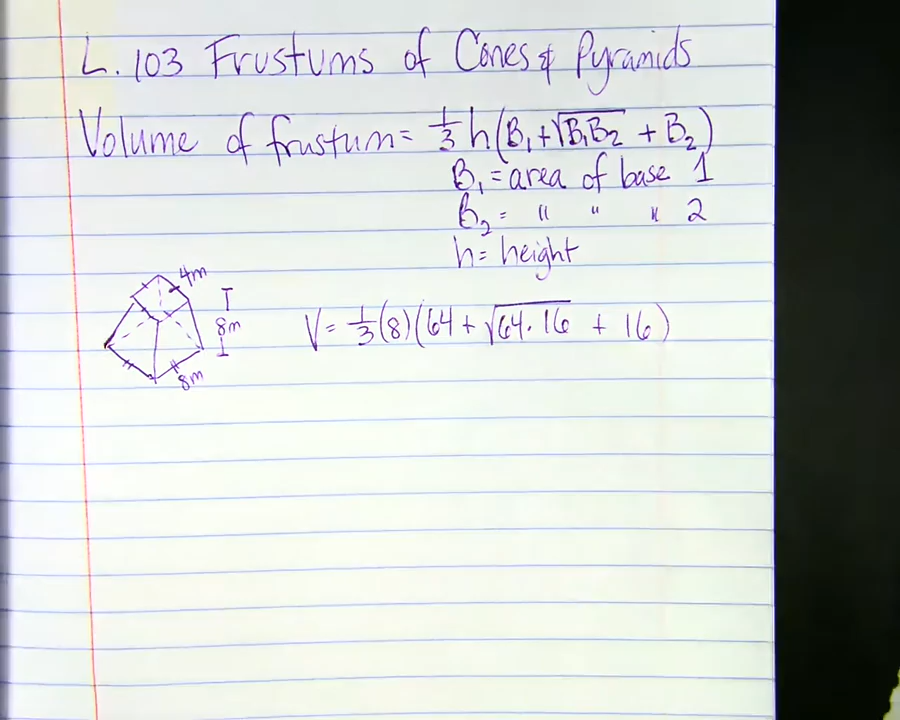 L. 103 Frustums of Cones & Pyramids
Volume of frustum = 1/3 h(B₁ + √B₁B₂ + B₂)
B₁ = area of base 1
B₂ = " " " 2
h = height
4m
8m
8m
V = 1/3 (8)(64 + √64·16 + 16)